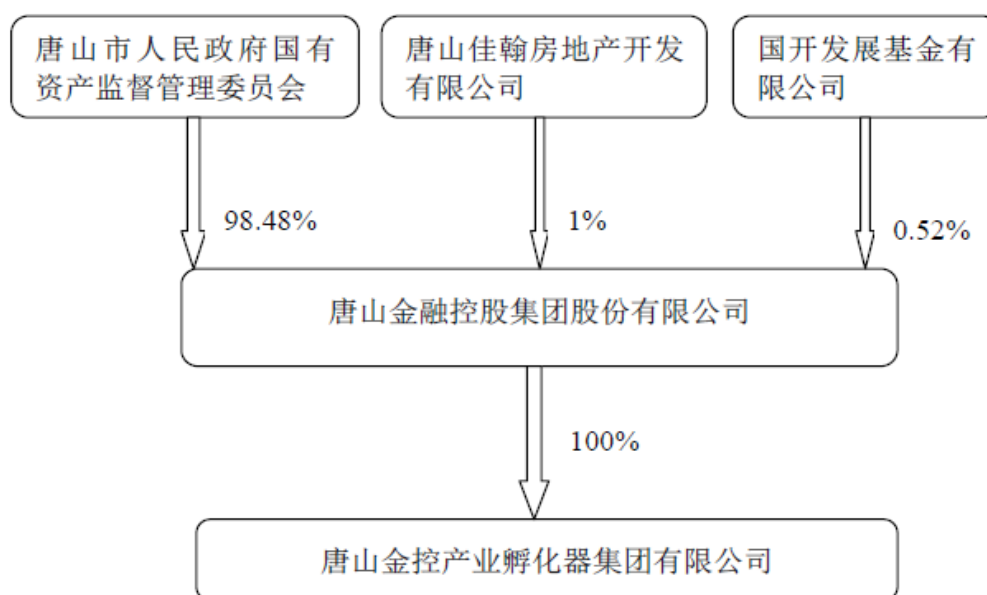 唐山市人民政府国有
资产监督管理委员会
唐山佳翰房地产开发
有限公司
国开发展基金有
限公司
98.48%
1%
0.52%
唐山金融控股集团股份有限公司
100%
唐山金控产业孵化器集团有限公司